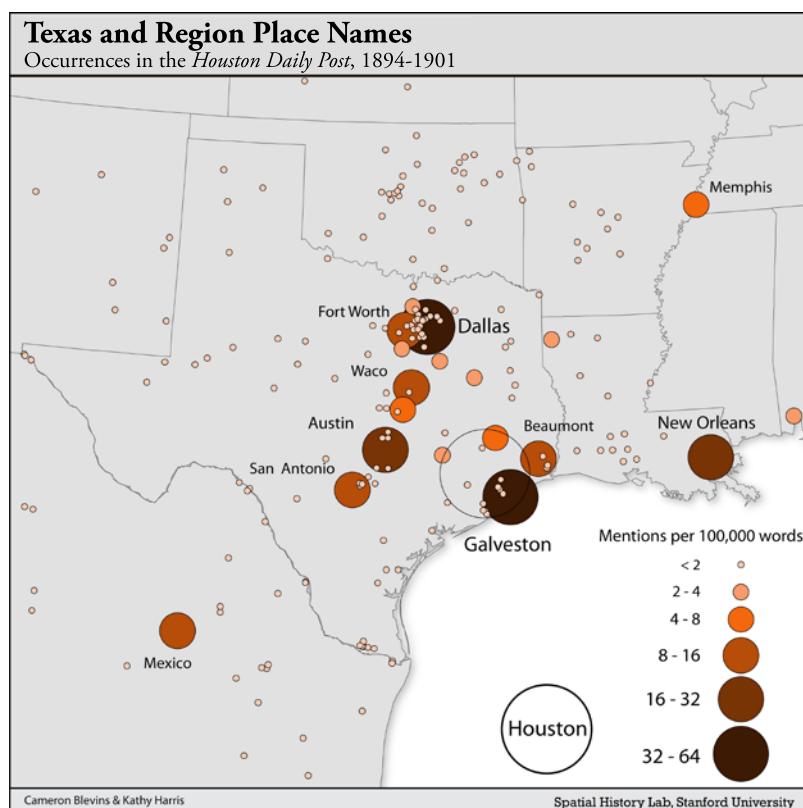 Texas and Region Place Names
Occurrences in the Houston Daily Post, 1894-1901
Memphis
Fort Worth
Dallas
Waco
Austin
Beaumont
New Orleans
San Antonio
Galveston
Mentions per 100,000 words
< 2
2 - 4
4 - 8
8 - 16
Mexico
16 - 32
Houston
32 - 64
Cameron Blevins & Kathy Harris
Spatial History Lab, Stanford University